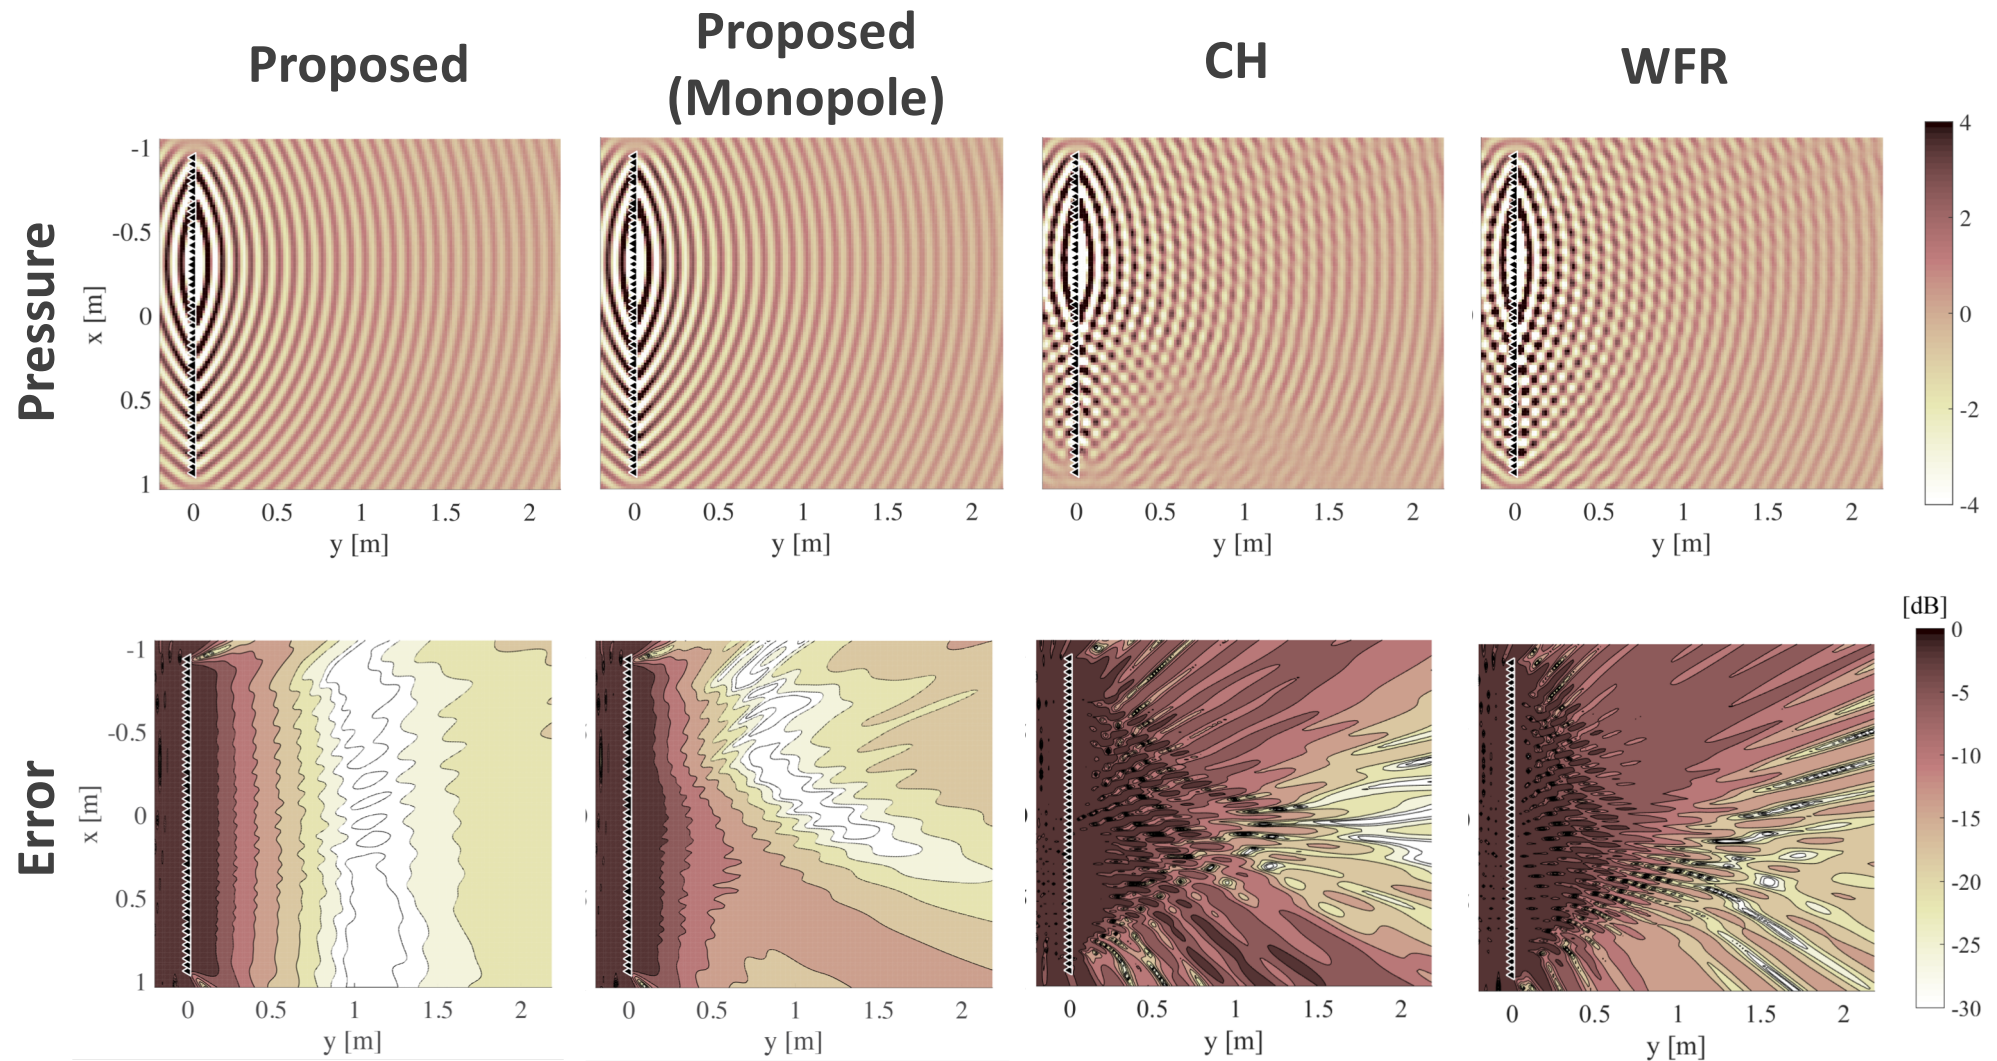 Proposed
Proposed
(Monopole)
CH
WFR
Pressure
x [m]
-1
-0.5
0
0.5
1
0 0.5 1 1.5 2
y [m]
0 0.5 1 1.5 2
y [m]
0 0.5 1 1.5 2
y [m]
0 0.5 1 1.5 2
y [m]
4
2
0
-2
-4
Error
x [m]
-1
-0.5
0
0.5
1
0 0.5 1 1.5 2
y [m]
0 0.5 1 1.5 2
y [m]
0 0.5 1 1.5 2
y [m]
0 0.5 1 1.5 2
y [m]
[dB]
0
-5
-10
-15
-20
-25
-30